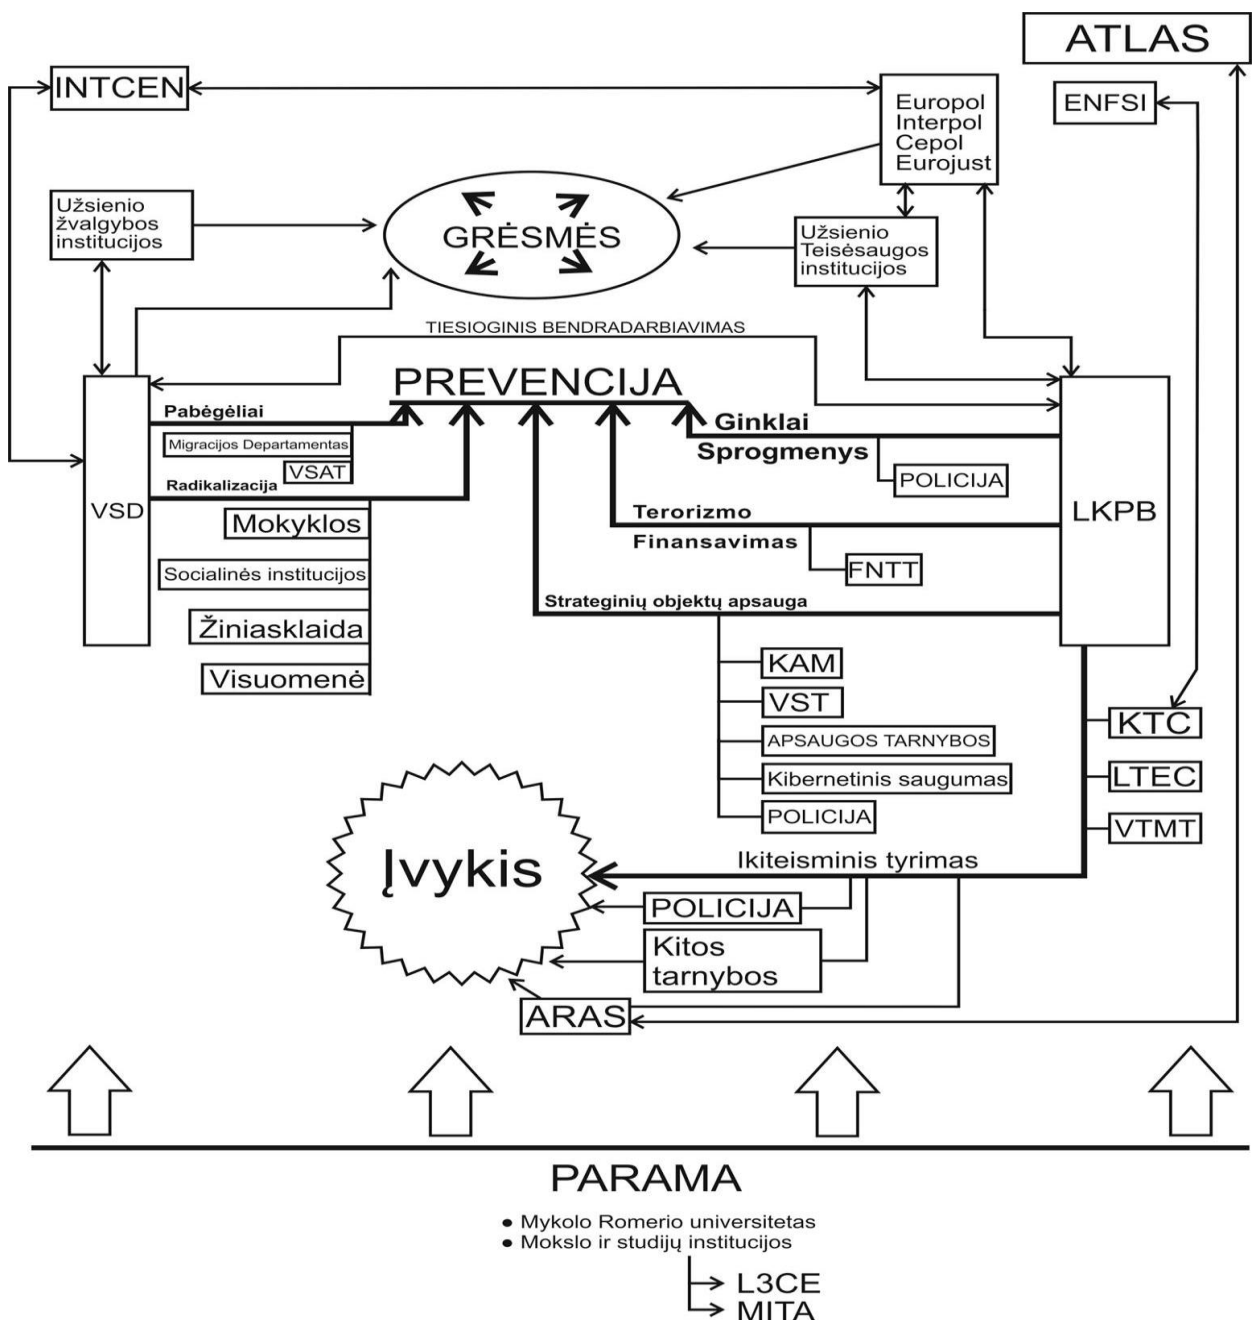 ATLAS
INTCEN
ENFSI
Europol
Interpol
Cepol
Eurojust
Užsienio
žvalgybos
institucijos
GRĖSMĖS
Užsienio
Teisėsaugos
institucijos
TIESIOGINIS BENDRADARBIAVIMAS
PREVENCIJA
Pabėgėliai
Migracijos Departamentas
VSAT
Radikalizacija
VSD
Mokyklos
Socialinės institucijos
Žiniasklaida
Visuomenė
Ginklai
Sprogmenys
POLICIJA
LKPB
Terorizmo
Finansavimas
FNTT
Strateginių objektų apsauga
KAM
VST
APSAUGOS TARNYBOS
Kibernetinis saugumas
POLICIJA
KTC
LTEC
VTMT
Įvykis
Ikiteisminis tyrimas
POLICIJA
Kitos
tarnybos
ARAS
PARAMA
• Mykolo Romerio universitetas
• Mokslo ir studijų institucijos
L3CE
MITA